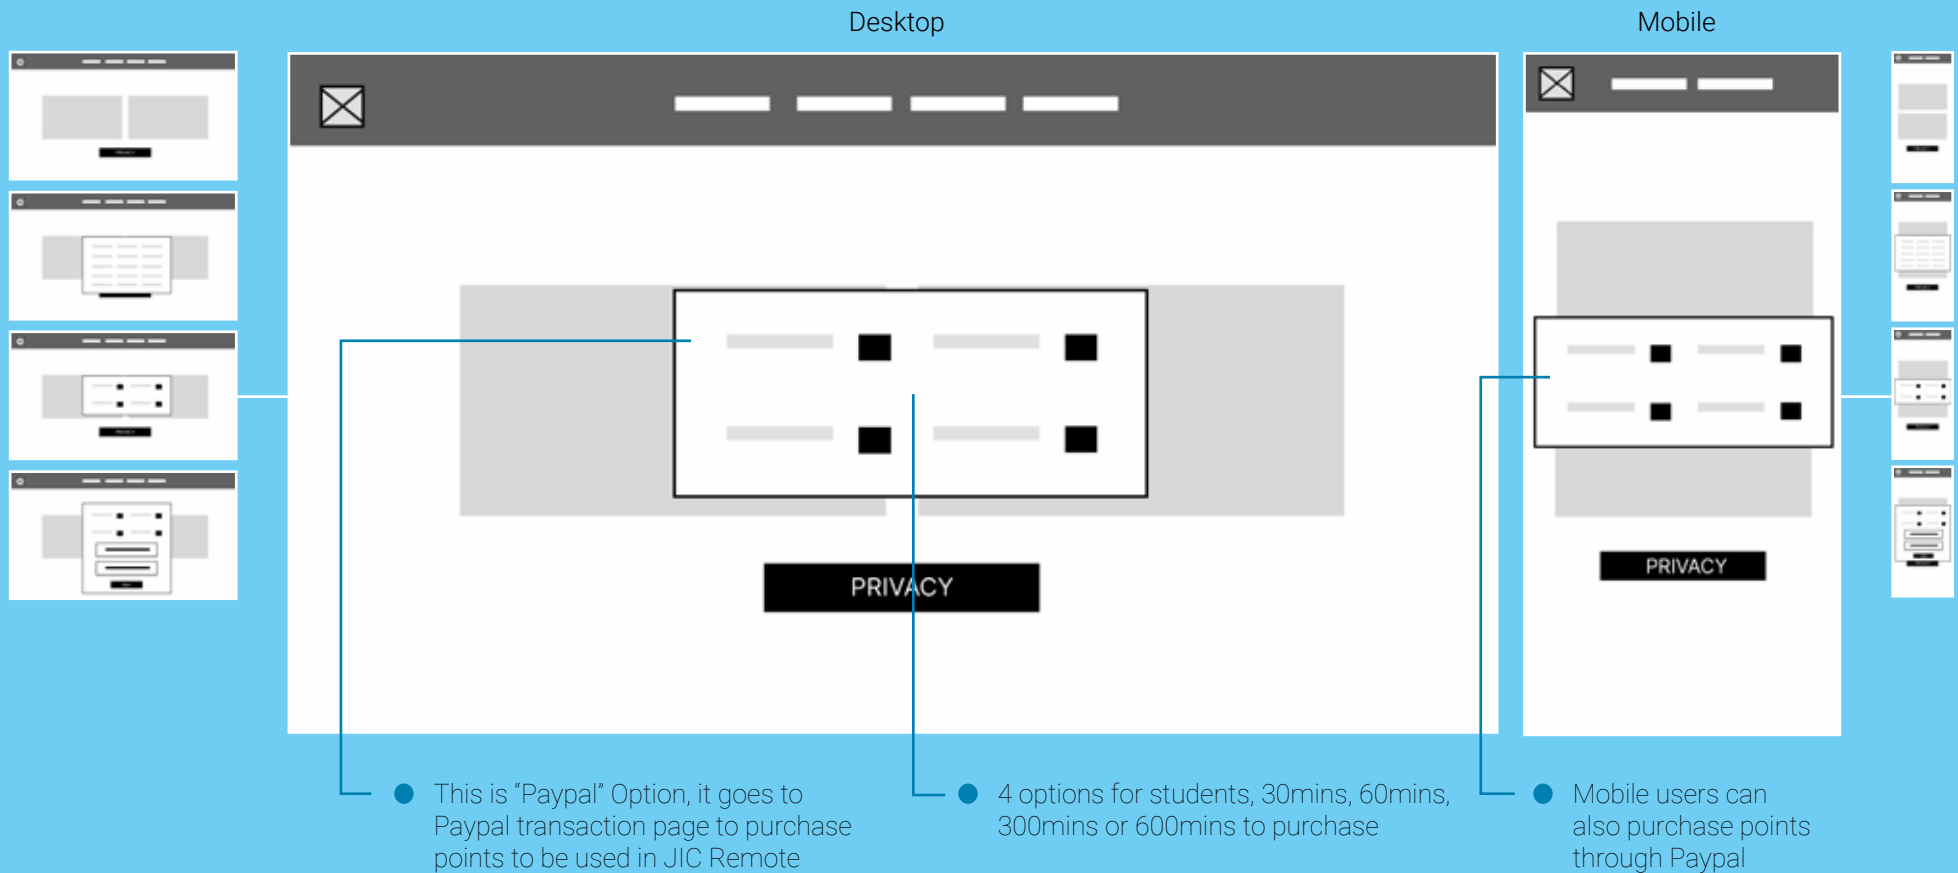 Desktop
Mobile
PRIVACY
PRIVACY
This is “Paypal” Option, it goes to
Paypal transaction page to purchase
points to be used in JIC Remote
4 options for students, 30mins, 60mins,
300mins or 600mins to purchase
Mobile users can
also purchase points
through Paypal